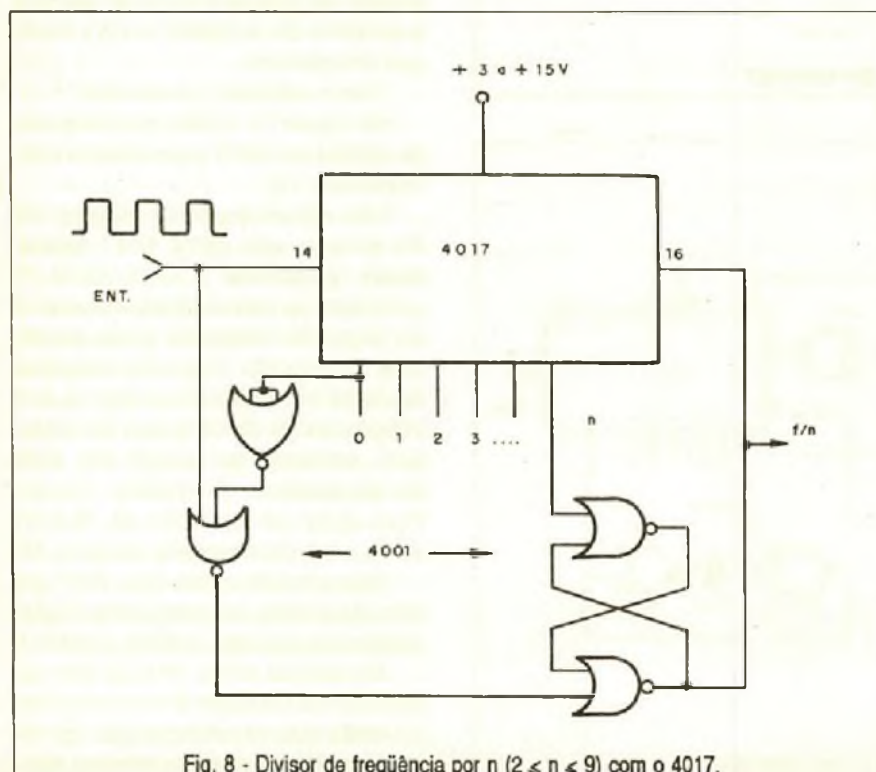 + 3 a + 15V
14
4017
16
ENT.
0 1 2 3 ....
n
f/n
4001
Fig. 8 - Divisor de freqüência por n (2 ≤ n ≤ 9) com o 4017.